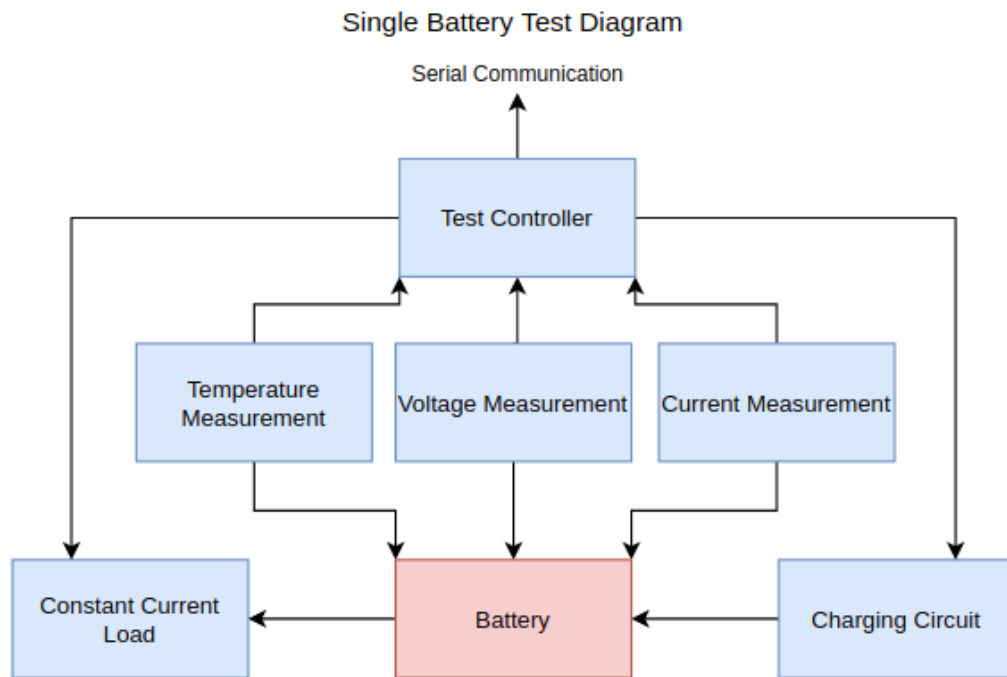 Single Battery Test Diagram
Serial Communication
Test Controller
Temperature
Measurement
Voltage Measurement
Current Measurement
Constant Current
Load
Battery
Charging Circuit